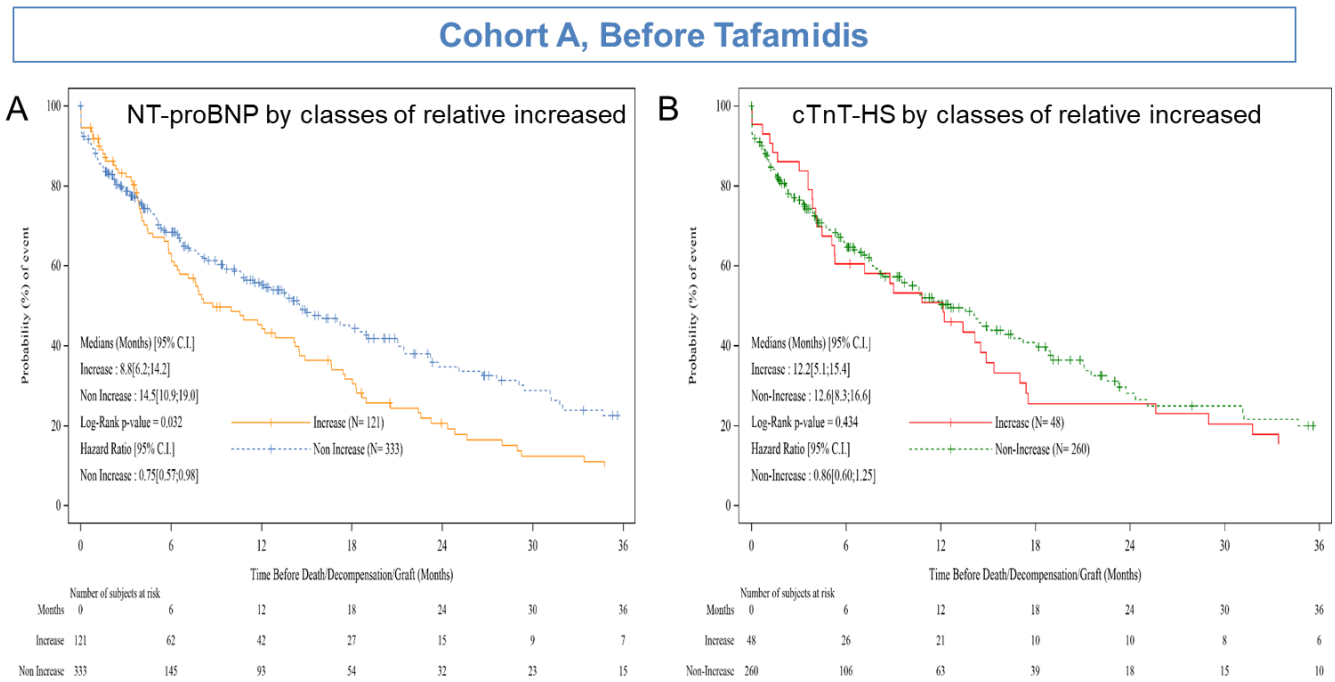 Cohort A, Before Tafamidis
A
NT-proBNP by classes of relative increased
Probability (%) of event
100
80
60
40
20
0
Medians (Months) [95% C.I.]
Increase : 8.8[6.2;14.2]
Non Increase : 14.5[10.9;19.0]
Log-Rank p-value = 0.032
Hazard Ratio [95% C.I.]
Non Increase : 0.75[0.57;0.98]
Increase (N= 121)
Non Increase (N= 333)
0 6 12 18 24 30 36
Time Before Death/Decompensation/Graft (Months)
Number of subjects at risk
Months 0 6 12 18 24 30 36
Increase 121 62 42 27 15 9 7
Non Increase 333 145 93 54 32 23 15
B
cTnT-HS by classes of relative increased
Probability (%) of event
100
80
60
40
20
0
Medians (Months) [95% C.I.]
Increase : 12.2[5.1;15.4]
Non-Increase : 12.6[8.3;16.6]
Log-Rank p-value = 0,434
Hazard Ratio [95% C.I.]
Non-Increase : 0.86[0.60;1.25]
Increase (N= 48)
Non-Increase (N= 260)
0 6 12 18 24 30 36
Time Before Death/Decompensation/Graft (Months)
Number of subjects at risk
Months 0 6 12 18 24 30 36
Increase 48 26 21 10 10 8 6
Non-Increase 260 106 63 39 18 15 10